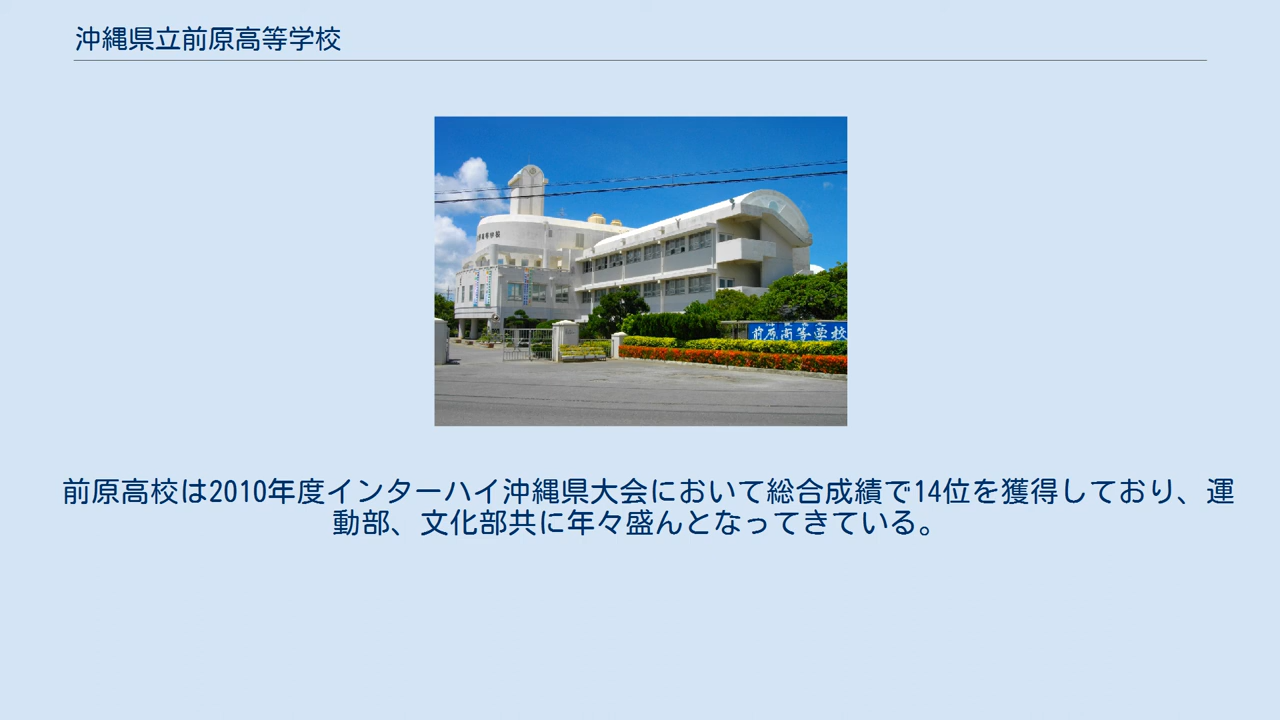 沖縄県立前原高等学校
前原高等学校
前原高校は2010年度インターハイ沖縄県大会において総合成績で14位を獲得しており、運
動部、文化部共に年々盛んとなってきている。